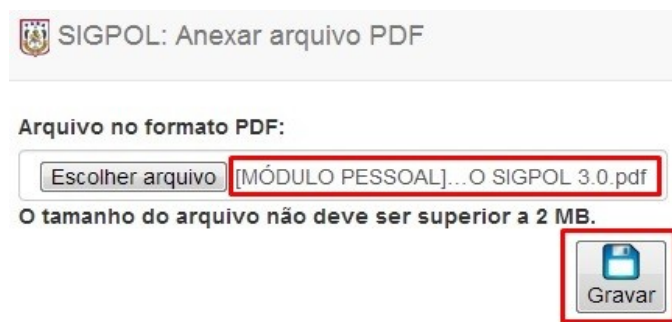 SIGPOL: Anexar arquivo PDF
Arquivo no formato PDF:
Escolher arquivo [MÓDULO PESSOAL]...O SIGPOL 3.0.pdf
O tamanho do arquivo não deve ser superior a 2 MB.
Gravar